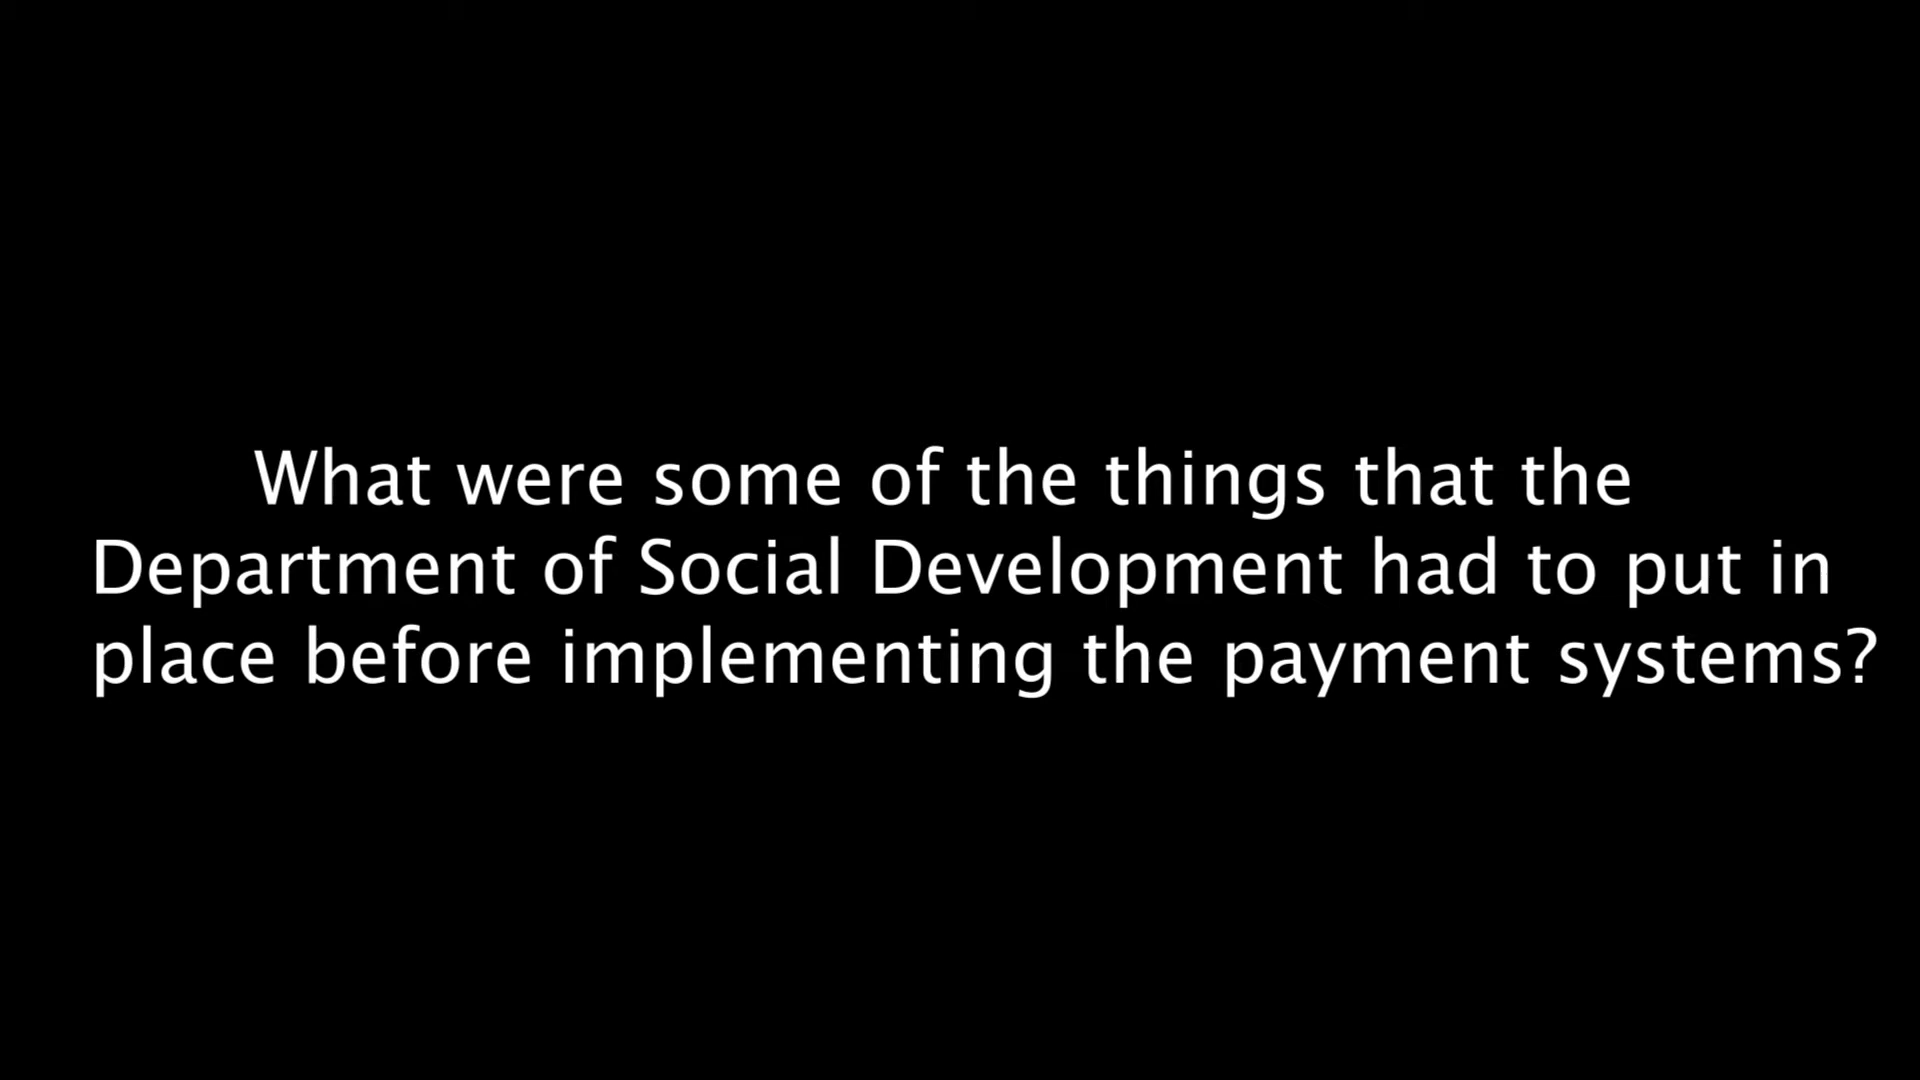 What were some of the things that the
Department of Social Development had to put in
place before implementing the payment systems?